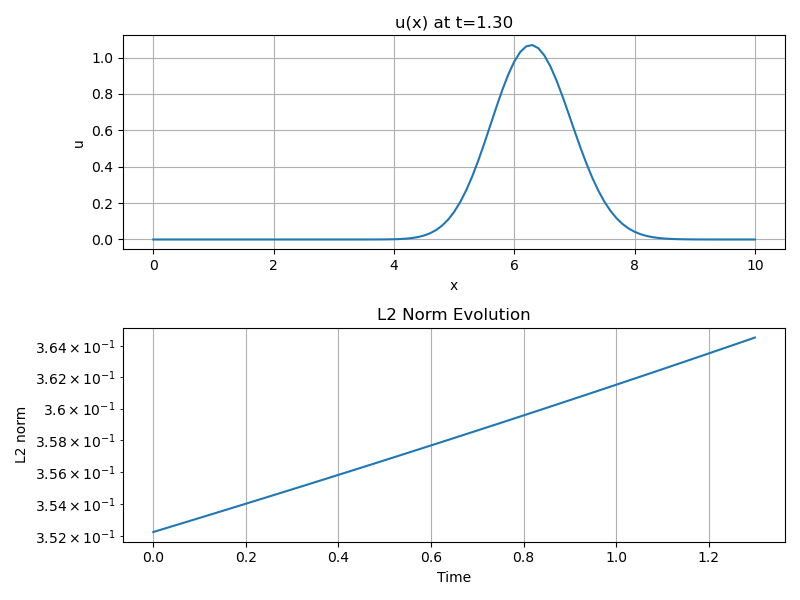 u(x) at t=1.30
u
1.0
0.8
0.6
0.4
0.2
0.0
0 2 4 6 8 10
x
L2 Norm Evolution
L2 norm
3.64 × 10⁻¹
3.62 × 10⁻¹
3.6 × 10⁻¹
3.58 × 10⁻¹
3.56 × 10⁻¹
3.54 × 10⁻¹
3.52 × 10⁻¹
0.0 0.2 0.4 0.6 0.8 1.0 1.2
Time